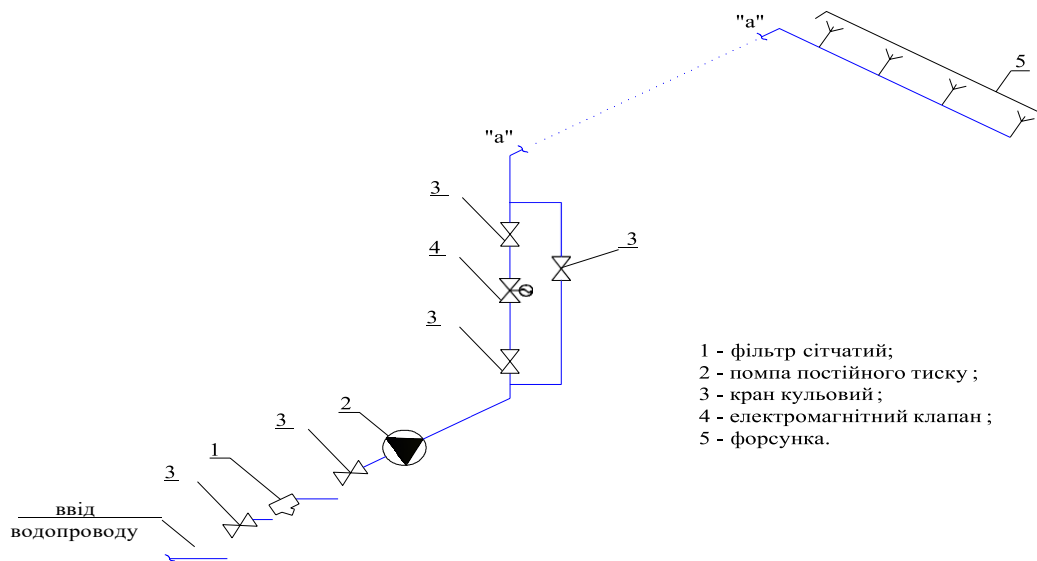 "а"
5
"а"
3
3
4
3
2
3
1
3
ввід
водопроводу
1 - фільтр сітчатий;
2 - помпа постійного тиску ;
3 - кран кульовий ;
4 - електромагнітний клапан ;
5 - форсунка.